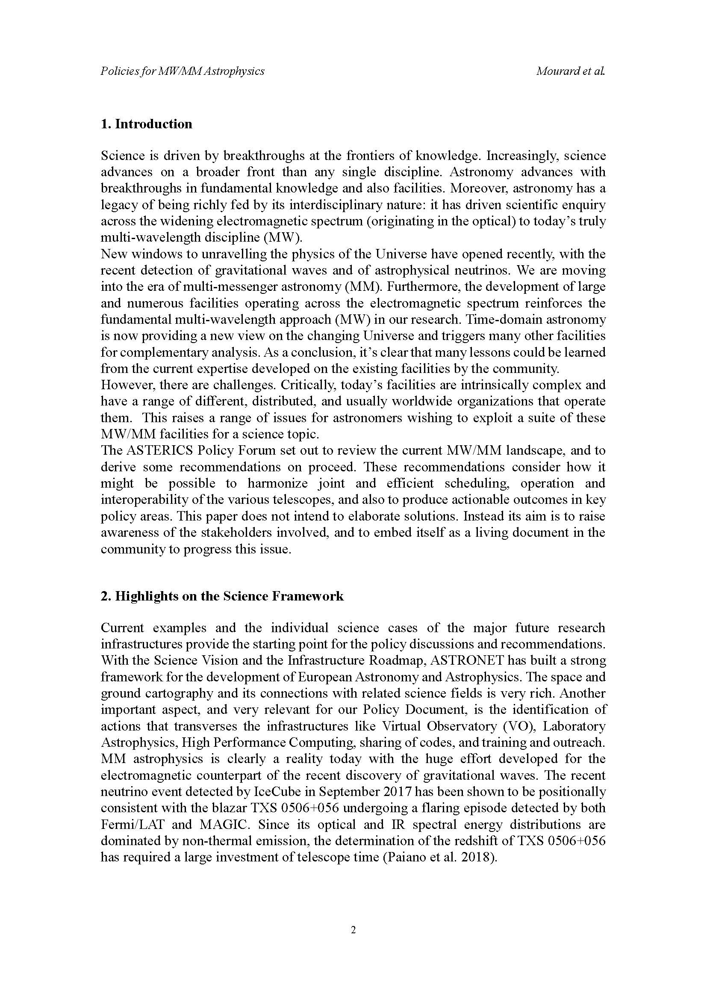 Policies for MW/MM Astrophysics Mourard et al.
1. Introduction
Science is driven by breakthroughs at the frontiers of knowledge. Increasingly, science
advances on a broader front than any single discipline. Astronomy advances with
breakthroughs in fundamental knowledge and also facilities. Moreover, astronomy has a
legacy of being richly fed by its interdisciplinary nature: it has driven scientific enquiry
across the widening electromagnetic spectrum (originating in the optical) to today’s truly
multi-wavelength discipline (MW).
New windows to unravelling the physics of the Universe have opened recently, with the
recent detection of gravitational waves and of astrophysical neutrinos. We are moving
into the era of multi-messenger astronomy (MM). Furthermore, the development of large
and numerous facilities operating across the electromagnetic spectrum reinforces the
fundamental multi-wavelength approach (MW) in our research. Time-domain astronomy
is now providing a new view on the changing Universe and triggers many other facilities
for complementary analysis. As a conclusion, it’s clear that many lessons could be learned
from the current expertise developed on the existing facilities by the community.
However, there are challenges. Critically, today’s facilities are intrinsically complex and
have a range of different, distributed, and usually worldwide organizations that operate
them. This raises a range of issues for astronomers wishing to exploit a suite of these
MW/MM facilities for a science topic.
The ASTERICS Policy Forum set out to review the current MW/MM landscape, and to
derive some recommendations on proceed. These recommendations consider how it
might be possible to harmonize joint and efficient scheduling, operation and
interoperability of the various telescopes, and also to produce actionable outcomes in key
policy areas. This paper does not intend to elaborate solutions. Instead its aim is to raise
awareness of the stakeholders involved, and to embed itself as a living document in the
community to progress this issue.
2. Highlights on the Science Framework
Current examples and the individual science cases of the major future research
infrastructures provide the starting point for the policy discussions and recommendations.
With the Science Vision and the Infrastructure Roadmap, ASTRONET has built a strong
framework for the development of European Astronomy and Astrophysics. The space and
ground cartography and its connections with related science fields is very rich. Another
important aspect, and very relevant for our Policy Document, is the identification of
actions that transverses the infrastructures like Virtual Observatory (VO), Laboratory
Astrophysics, High Performance Computing, sharing of codes, and training and outreach.
MM astrophysics is clearly a reality today with the huge effort developed for the
electromagnetic counterpart of the recent discovery of gravitational waves. The recent
neutrino event detected by IceCube in September 2017 has been shown to be positionally
consistent with the blazar TXS 0506+056 undergoing a flaring episode detected by both
Fermi/LAT and MAGIC. Since its optical and IR spectral energy distributions are
dominated by non-thermal emission, the determination of the redshift of TXS 0506+056
has required a large investment of telescope time (Paiano et al. 2018).
2